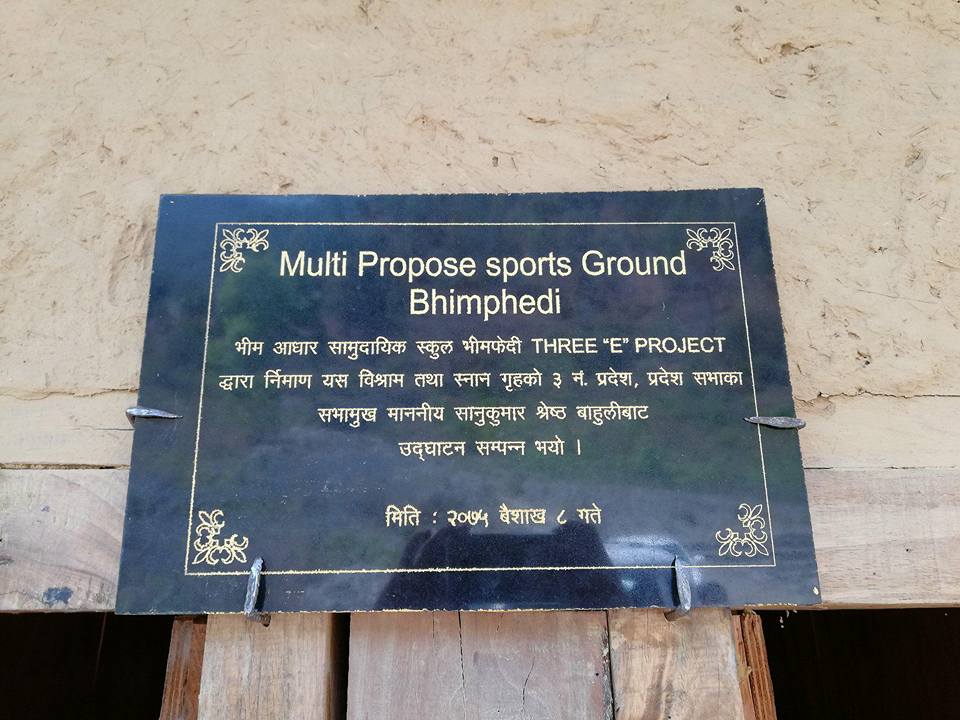 Multi Propose sports Ground
Bhimphedi
भीम आधार सामुदायिक स्कुल भीमफेदी THREE “E” PROJECT
द्धारा र्निमाण यस विश्राम तथा स्नान गृहको ३ नं. प्रदेश, प्रदेश सभाका
सभामुख माननीय सानुकुमार श्रेष्ठ बाहुलीबाट
उद्घाटन सम्पन्न भयो ।
मिति : २०७५ बैशाख ८ गते